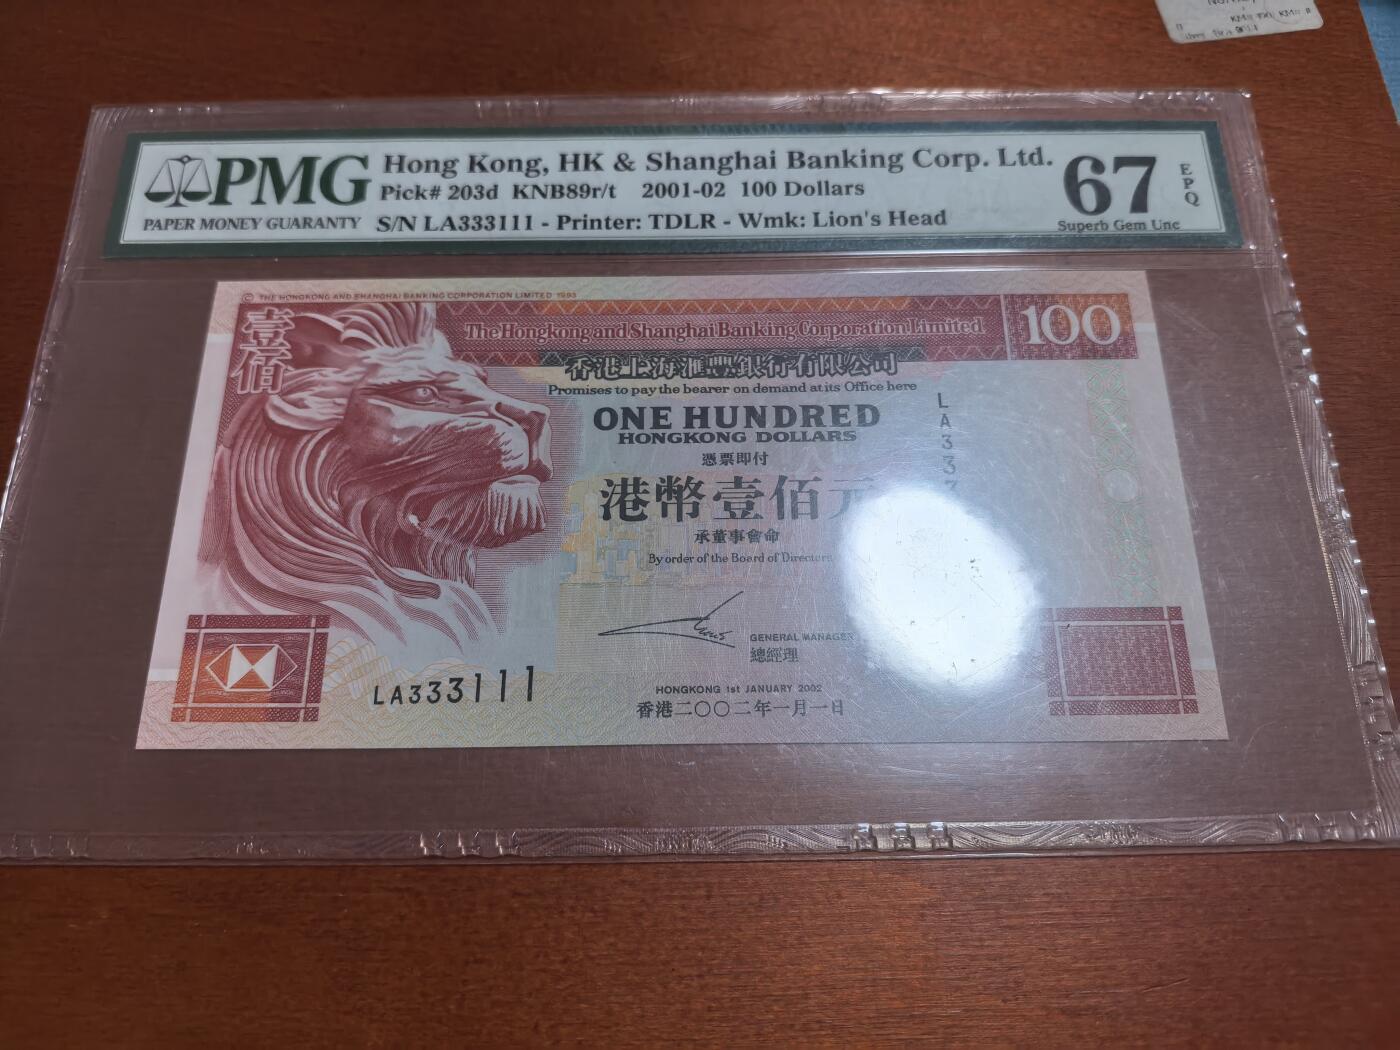 PMG
PAPER MONEY GUARANTY
Hong Kong, HK & Shanghai Banking Corp. Ltd.
Pick# 203d KNB89r/t 2001-02 100 Dollars
S/N LA333111 - Printer: TDLR - Wmk: Lion's Head
67
EPQ
Superb Gem Unc
© THE HONGKONG AND SHANGHAI BANKING CORPORATION LIMITED 1993
壹佰
The Hongkong and Shanghai Banking Corporation Limited
100
香港上海滙豐銀行有限公司
Promises to pay the bearer on demand at its Office here
ONE HUNDRED
HONGKONG DOLLARS
憑票即付
港幣壹佰元
承董事會命
By order of the Board of Directors
LA333
GENERAL MANAGER
總經理
LA333111
HONGKONG 1st JANUARY 2002
香港二〇〇二年一月一日